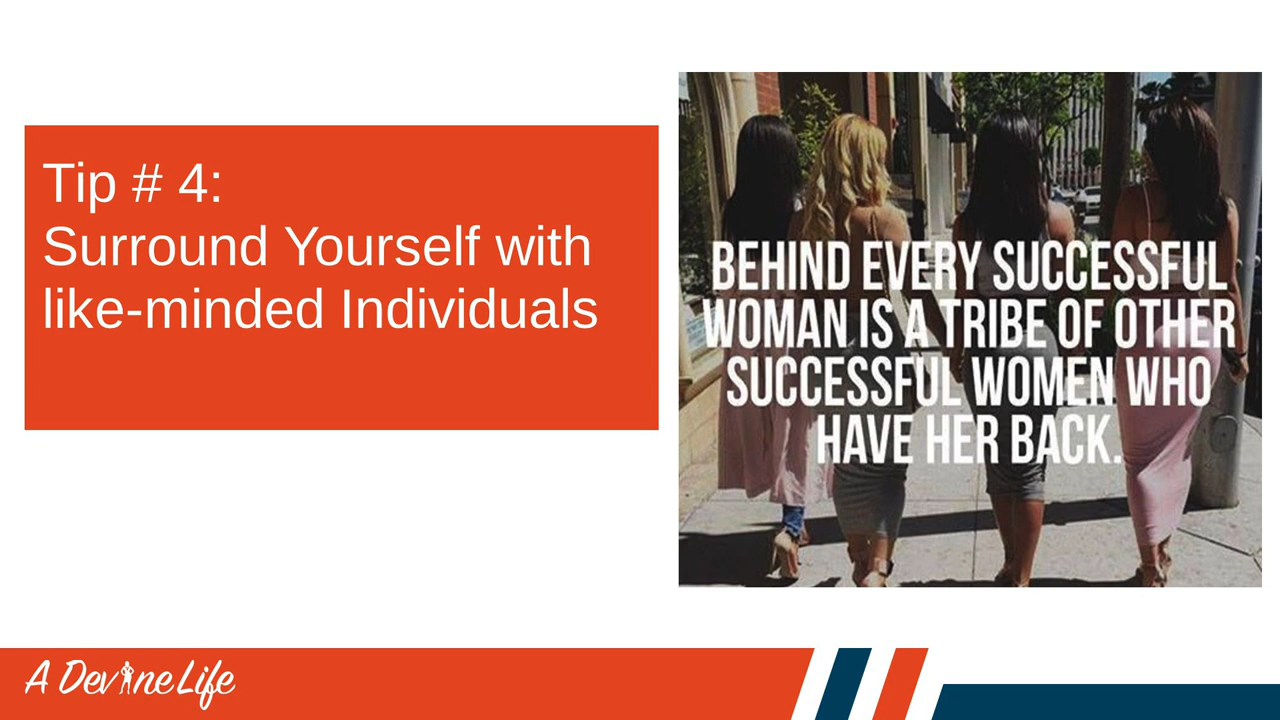 Tip # 4:
Surround Yourself with
like-minded Individuals
BEHIND EVERY SUCCESSFUL
WOMAN IS A TRIBE OF OTHER
SUCCESSFUL WOMEN WHO
HAVE HER BACK.
A Devine Life